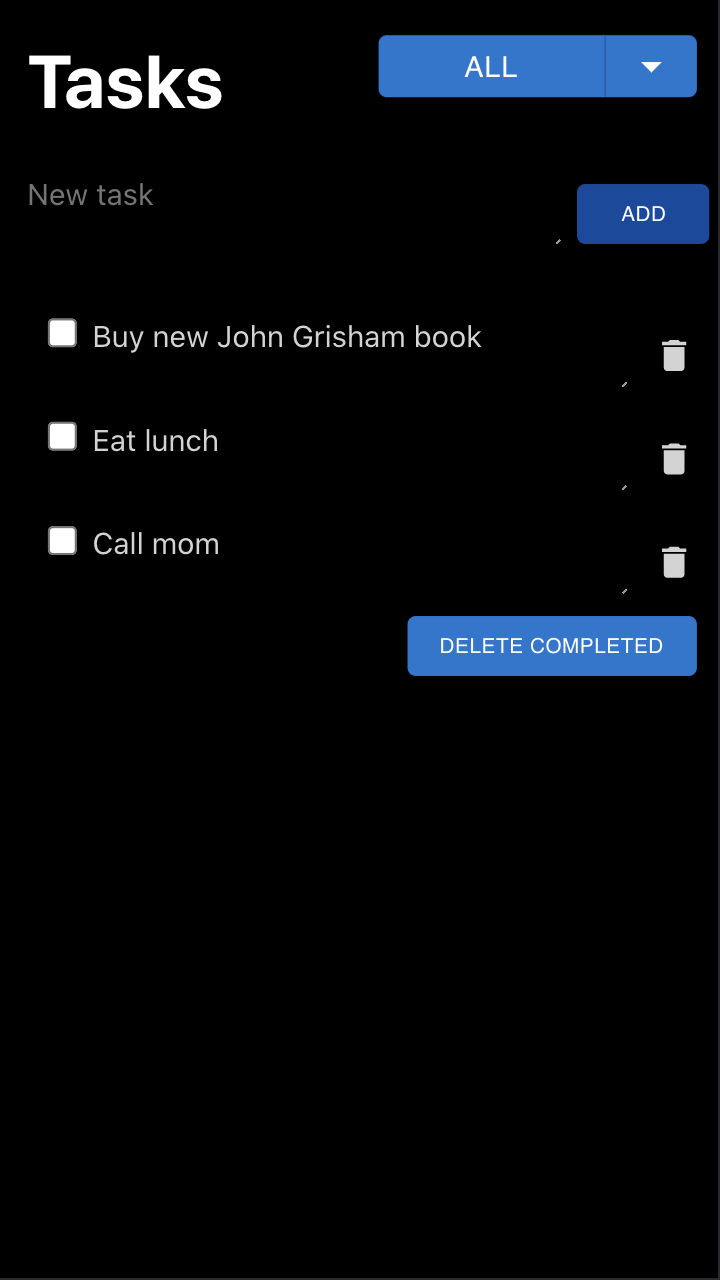 Tasks
ALL
New task
ADD
Buy new John Grisham book
Eat lunch
Call mom
DELETE COMPLETED